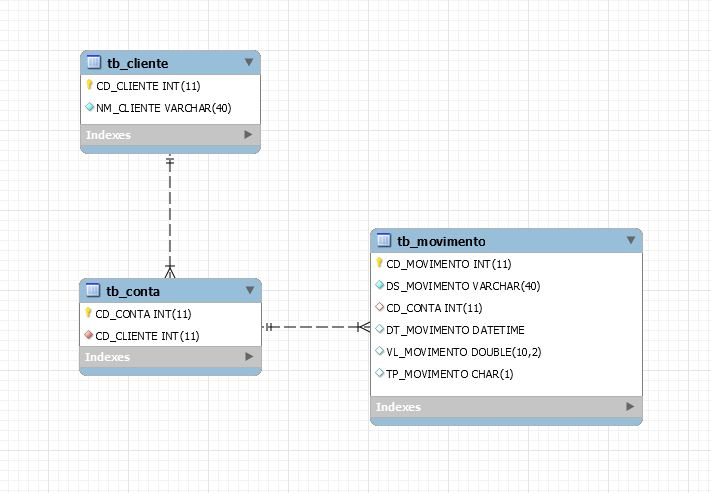 tb_cliente
CD_CLIENTE INT(11)
NM_CLIENTE VARCHAR(40)
Indexes
tb_conta
CD_CONTA INT(11)
CD_CLIENTE INT(11)
Indexes
tb_movimento
CD_MOVIMENTO INT(11)
DS_MOVIMENTO VARCHAR(40)
CD_CONTA INT(11)
DT_MOVIMENTO DATETIME
VL_MOVIMENTO DOUBLE(10,2)
TP_MOVIMENTO CHAR(1)
Indexes